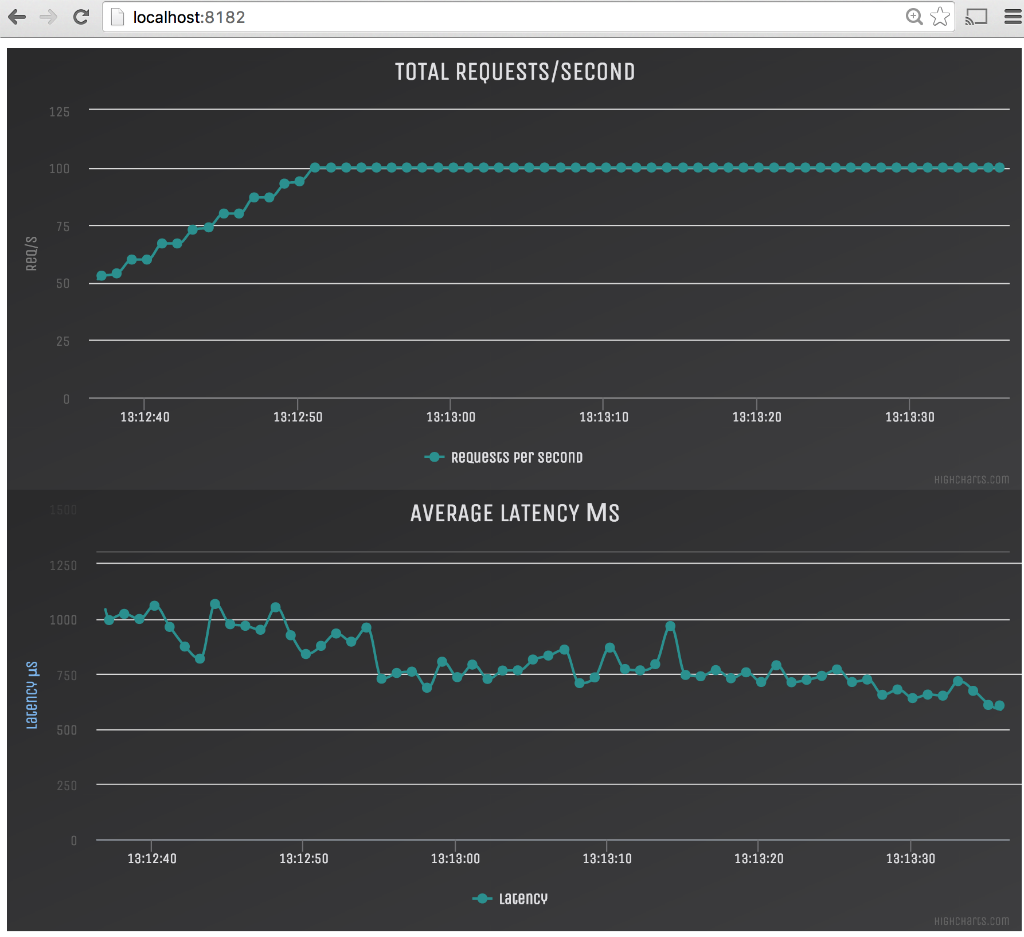 localhost:8182
TOTAL REQUESTS/SECOND
125
100
75
50
25
0
Req/s
13:12:40 13:12:50 13:13:00 13:13:10 13:13:20 13:13:30
Requests per second
Highcharts.com
AVERAGE LATENCY MS
1500
1250
1000
750
500
250
0
Latency µs
13:12:40 13:12:50 13:13:00 13:13:10 13:13:20 13:13:30
Latency
Highcharts.com